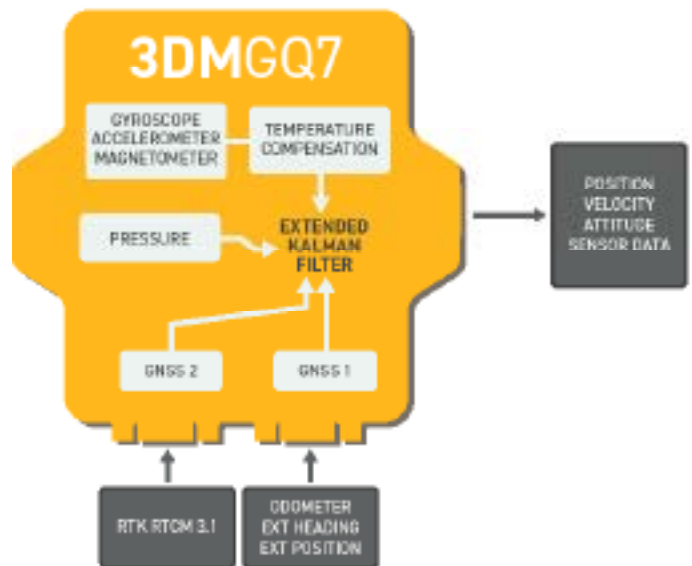 3DMGQ7
GYROSCOPE
ACCELEROMETER
MAGNETOMETER
TEMPERATURE
COMPENSATION
PRESSURE
EXTENDED
KALMAN
FILTER
POSITION
VELOCITY
ATTITUDE
SENSOR DATA
GNSS 2
GNSS 1
RTK RTCM 3.1
ODOMETER
EXT HEADING
EXT POSITION